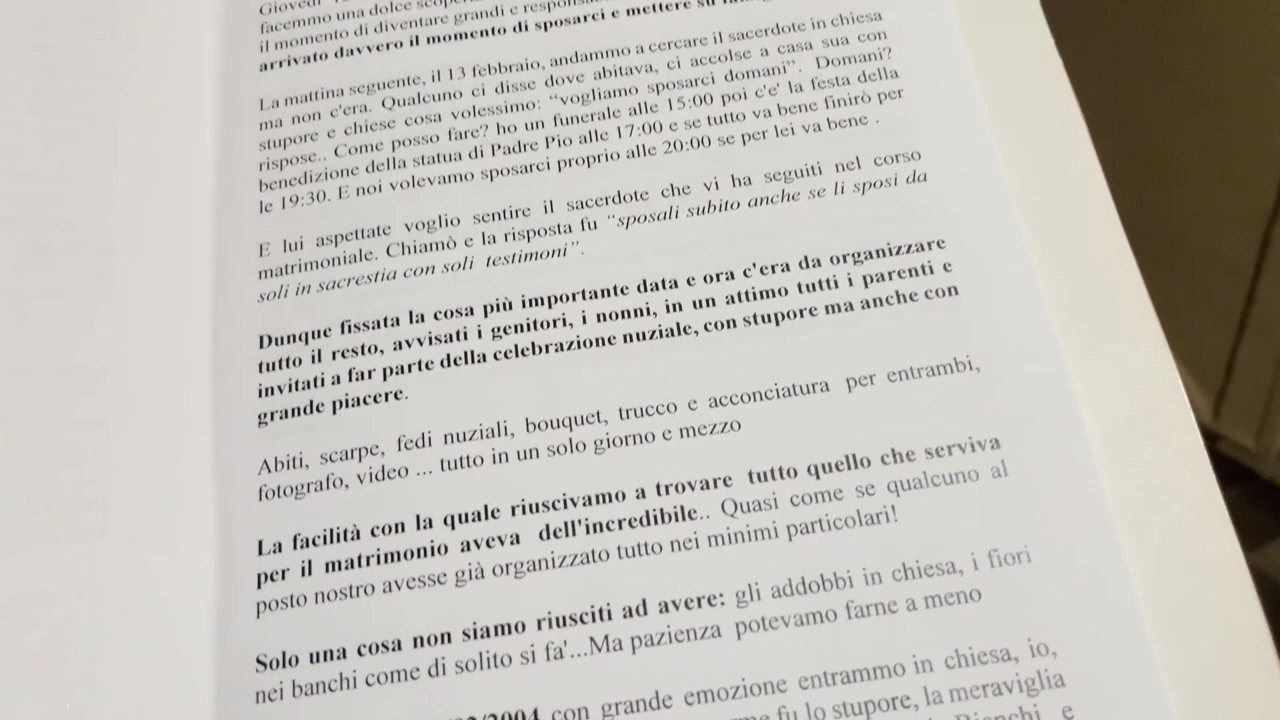 Giovedì
facemmo una dolce
il momento di diventare grandi e
arrivato davvero il momento di sposarci e mettere su
La mattina seguente, il 13 febbraio, andammo a cercare il sacerdote in chiesa
ma non c'era. Qualcuno ci disse dove abitava, ci accolse a casa sua con
stupore e chiese cosa volessimo: “vogliamo sposarci domani”. Domani?
rispose.. Come posso fare? ho un funerale alle 15:00 poi c'e' la festa della
benedizione della statua di Padre Pio alle 17:00 e se tutto va bene finirò per
le 19:30. E noi volevamo sposarci proprio alle 20:00 se per lei va bene .
E lui aspettate voglio sentire il sacerdote che vi ha seguiti nel corso
matrimoniale. Chiamò e la risposta fu “sposali subito anche se li sposi da
soli in sacrestia con soli testimoni”.
Dunque fissata la cosa più importante data e ora c'era da organizzare
tutto il resto, avvisati i genitori, i nonni, in un attimo tutti i parenti e
invitati a far parte della celebrazione nuziale, con stupore ma anche con
grande piacere.
Abiti, scarpe, fedi nuziali, bouquet, trucco e acconciatura per entrambi,
fotografo, video ... tutto in un solo giorno e mezzo
La facilità con la quale riuscivamo a trovare tutto quello che serviva
per il matrimonio aveva dell'incredibile.. Quasi come se qualcuno al
posto nostro avesse già organizzato tutto nei minimi particolari!
Solo una cosa non siamo riusciti ad avere: gli addobbi in chiesa, i fiori
nei banchi come di solito si fa'...Ma pazienza potevamo farne a meno
con grande emozione entrammo in chiesa, io,
fu lo stupore, la meraviglia
e